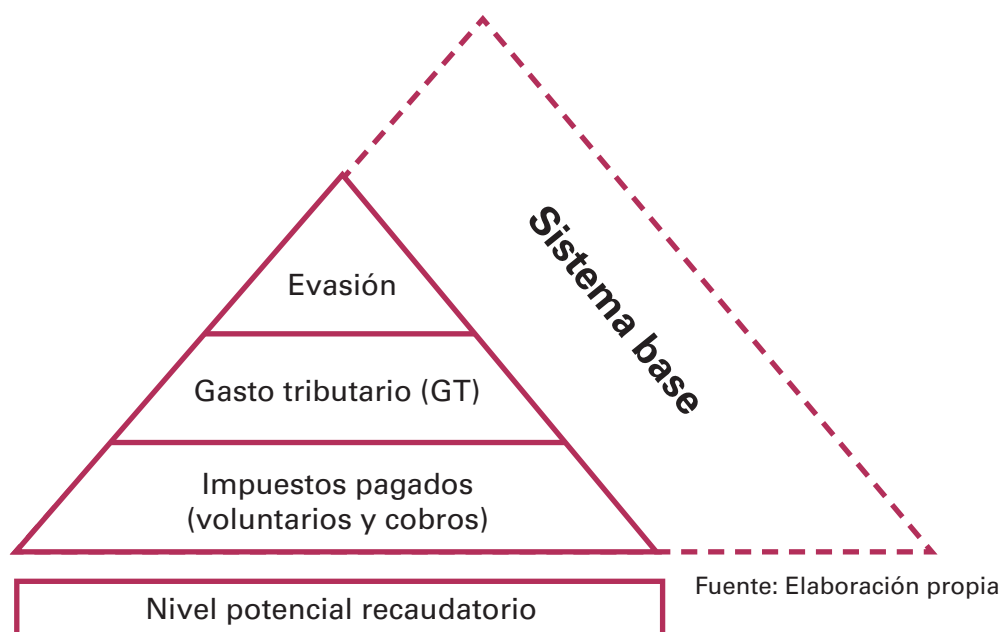 Evasión
Sistema base
Gasto tributario (GT)
Impuestos pagados
(voluntarios y cobros)
Fuente: Elaboración propia
Nivel potencial recaudatorio